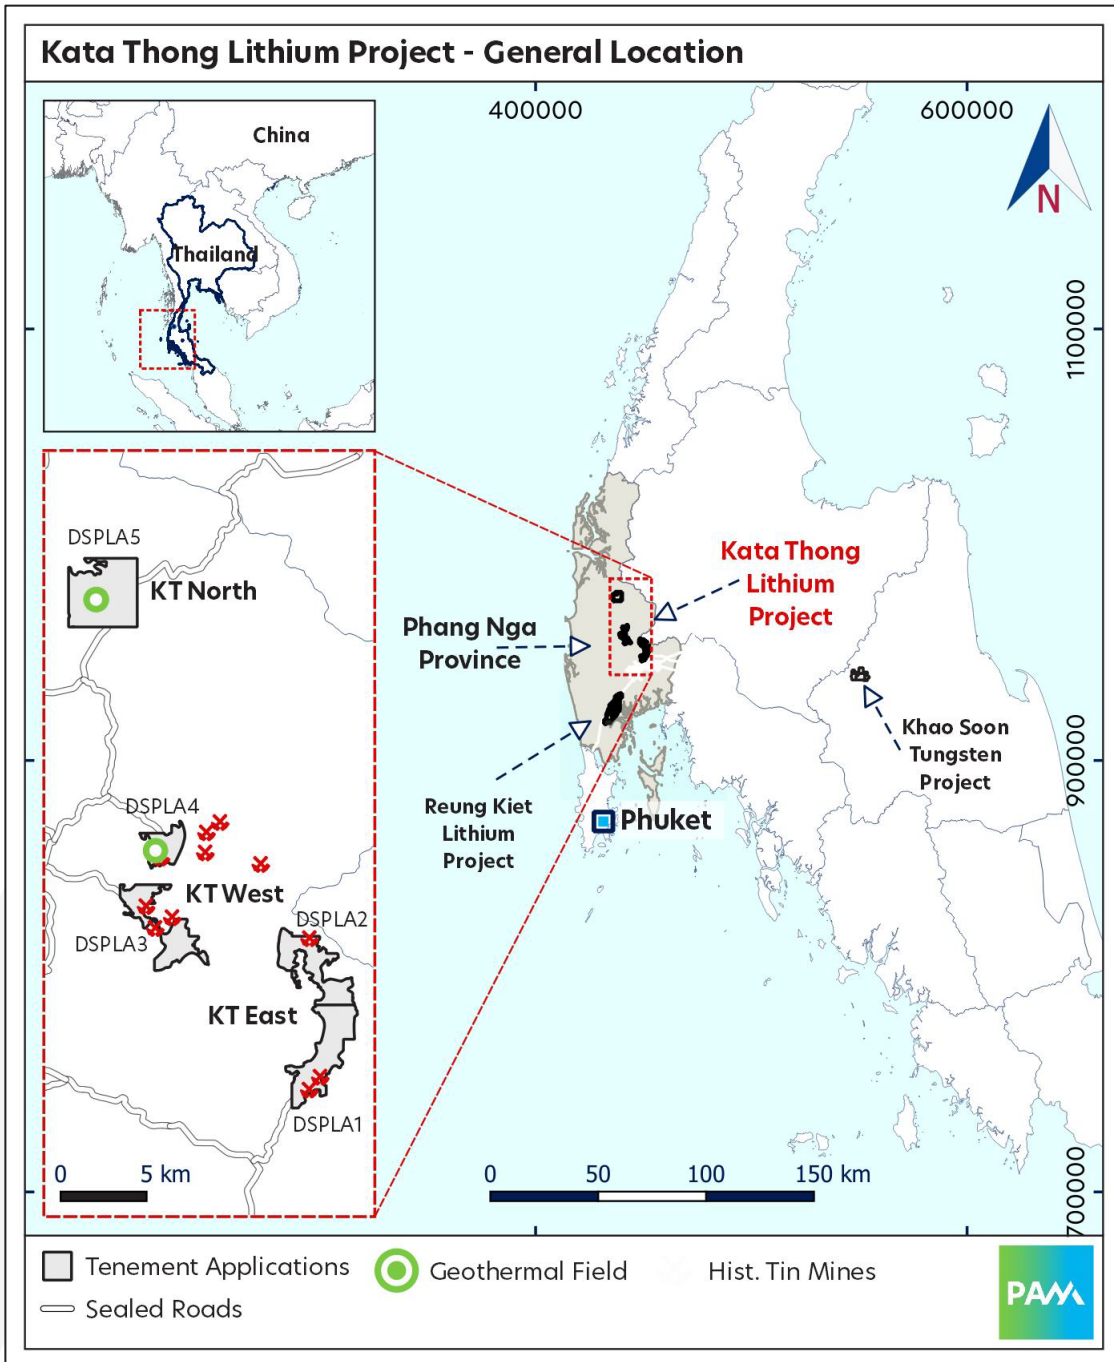 Kata Thong Lithium Project - General Location
400000
600000
China
Thailand
N
1100000
900000
700000
DSPLA5
KT North
DSPLA4
KT West
DSPLA3
DSPLA2
KT East
DSPLA1
0 5 km
Kata Thong
Lithium
Project
Phang Nga
Province
Khao Soon
Tungsten
Project
Reung Kiet
Lithium
Project
Phuket
0 50 100 150 km
Tenement Applications
Geothermal Field
Hist. Tin Mines
Sealed Roads
PAM